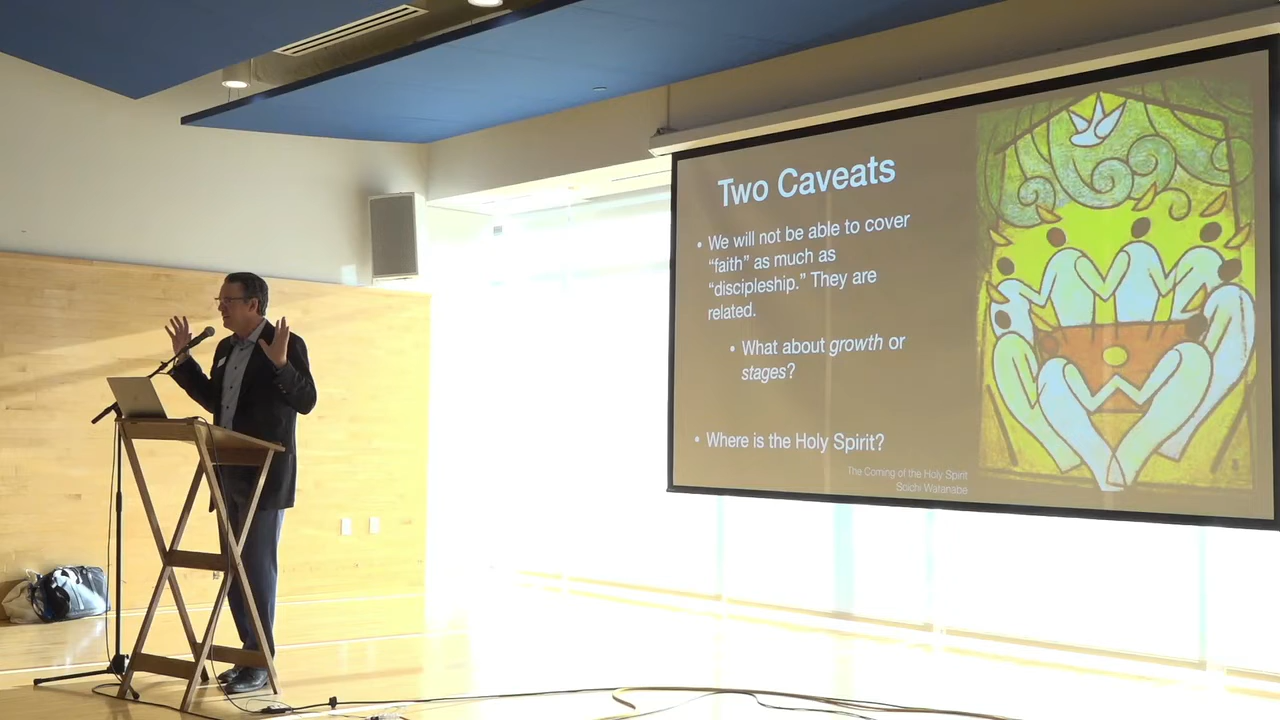 Two Caveats
• We will not be able to cover
“faith” as much as
“discipleship.” They are
related.
• What about growth or
stages?
• Where is the Holy Spirit?
The Coming of the Holy Spirit
Soichi Watanabe